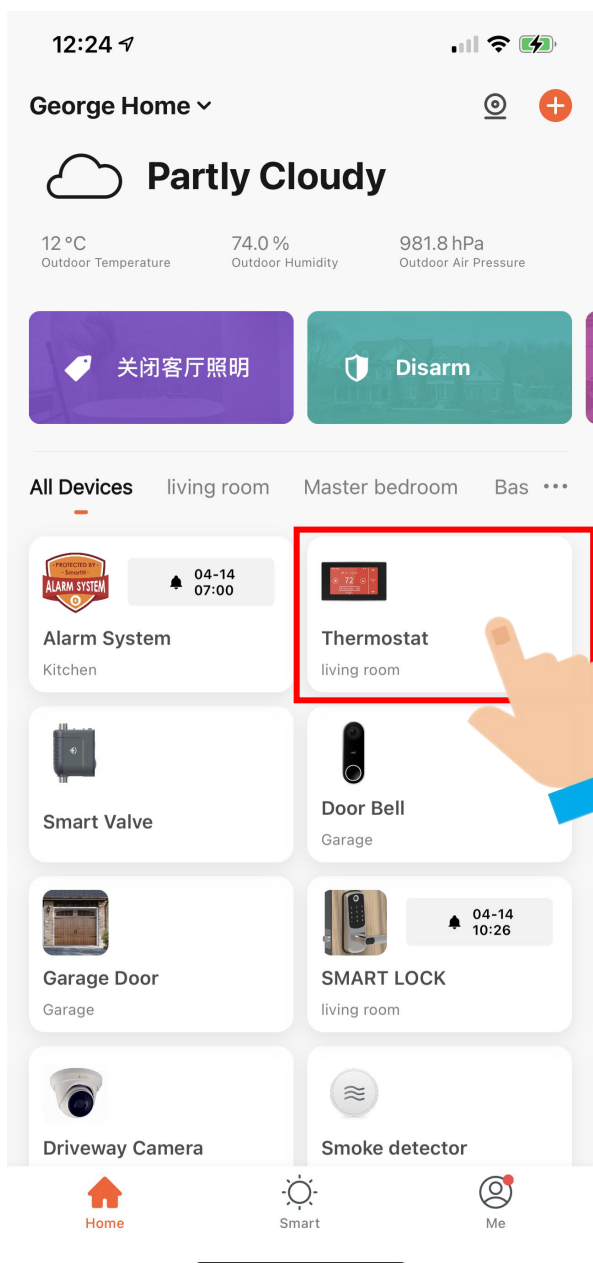 12:24
George Home
Partly Cloudy
12 °C
74.0 %
981.8 hPa
Outdoor Temperature
Outdoor Humidity
Outdoor Air Pressure
关闭客厅照明
Disarm
All Devices
living room
Master bedroom
Bas
PROTECTED BY
ALARM SYSTEM
04-14
07:00
Alarm System
Kitchen
72
Thermostat
living room
Smart Valve
Door Bell
Garage
Garage Door
Garage
04-14
10:26
SMART LOCK
living room
Driveway Camera
Smoke detector
Home
Smart
Me